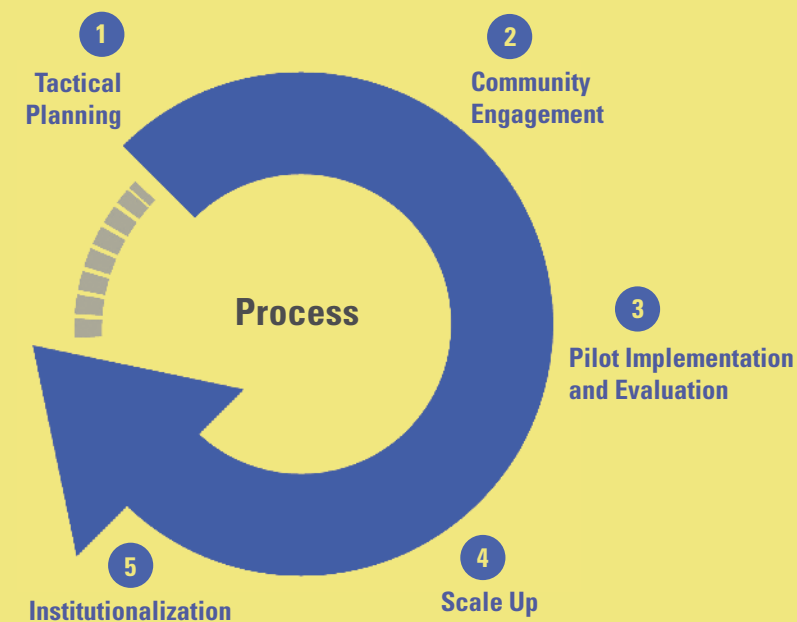 1
Tactical
Planning
2
Community
Engagement
Process
3
Pilot Implementation
and Evaluation
4
Scale Up
5
Institutionalization